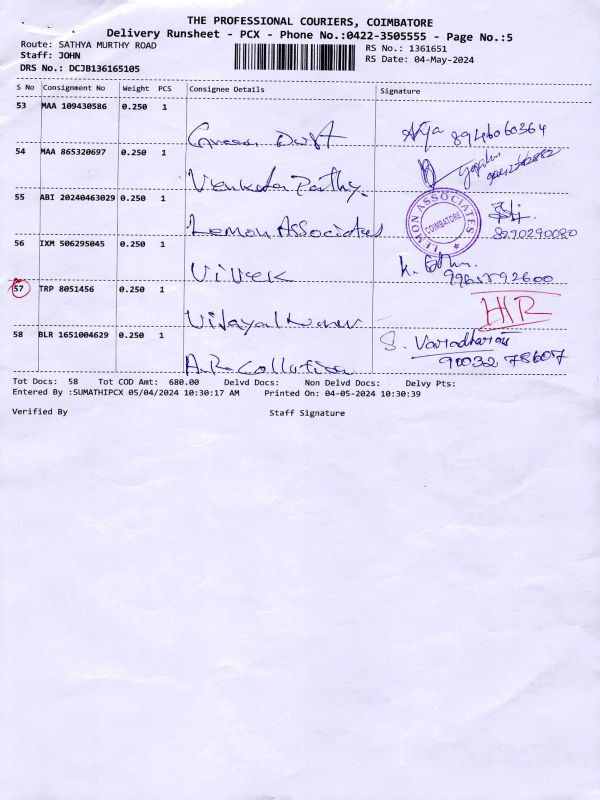 THE PROFESSIONAL COURIERS, COIMBATORE
Delivery Runsheet - PCX - Phone No.:0422-3505555 - Page No.:5
Route: SATHYA MURTHY ROAD
Staff: JOHN
DRS No.: DCJB136165105
RS No.: 1361651
RS Date: 04-May-2024
S No Consignment No Weight PCS Consignee Details Signature
53 MAA 109430586 0.250 1
Arya 8946060364
54 MAA 865320697 0.250 1
Venkata Pathy.
55 ABI 20240463029 0.250 1
Lemon Associates
LEMON ASSOCIATES
COIMBATORE
8270290080
56 IXM 506295045 0.250 1
Vivek
K.
57 TRP 8051456 0.250 1
Vijayakumar
58 BLR 1651004629 0.250 1
A.R Collution
S. Varadharaj
90032 78607
Tot Docs: 58 Tot COD Amt: 680.00 Delvd Docs: Non Delvd Docs: Delvy Pts:
Entered By :SUMATHIPCX 05/04/2024 10:30:17 AM Printed On: 04-05-2024 10:30:39
Verified By Staff Signature